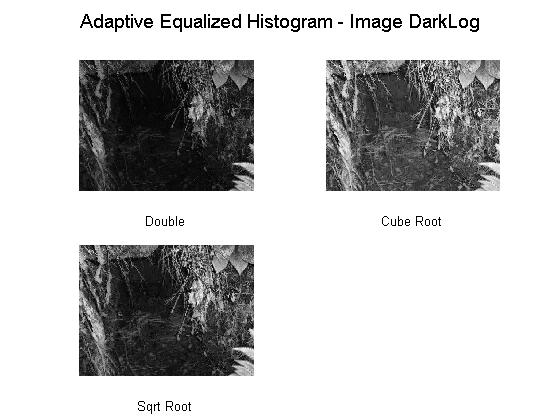 Adaptive Equalized Histogram - Image DarkLog
Double
Cube Root
Sqrt Root